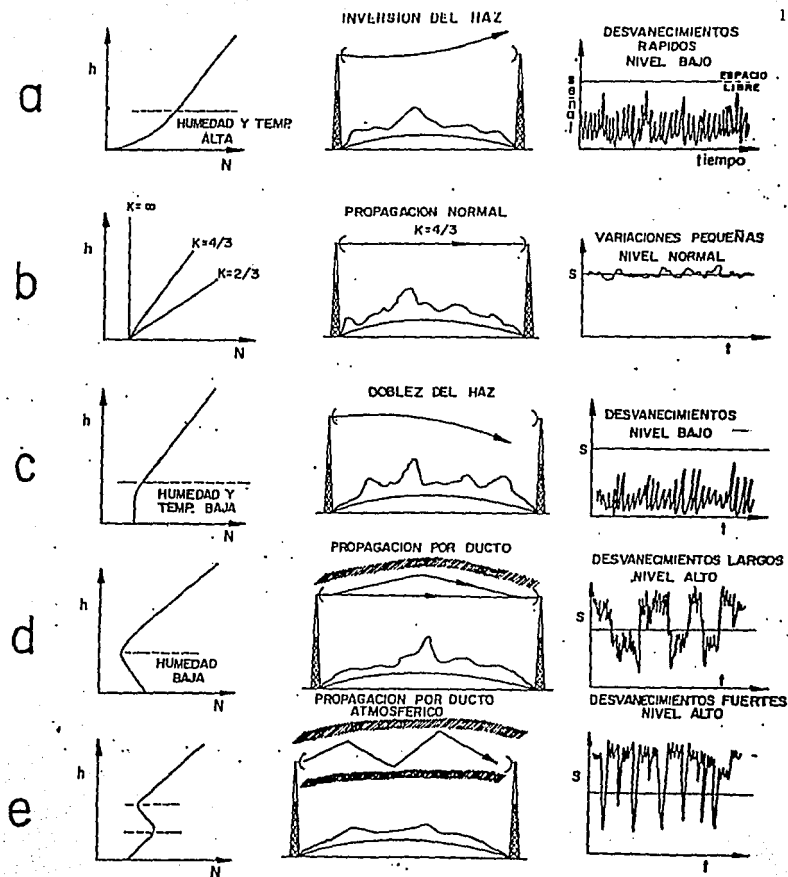 1
a
h
HUMEDAD Y TEMP.
ALTA
N
INVERSION DEL HAZ
DESVANECIMIENTOS
RAPIDOS
NIVEL BAJO
señal
ESPACIO
LIBRE
tiempo
b
h
K=∞
K=4/3
K=2/3
N
PROPAGACION NORMAL
K=4/3
VARIACIONES PEQUEÑAS
NIVEL NORMAL
S
t
c
h
HUMEDAD Y
TEMP. BAJA
N
DOBLEZ DEL HAZ
DESVANECIMIENTOS
NIVEL BAJO
S
t
d
h
HUMEDAD
BAJA
N
PROPAGACION POR DUCTO
DESVANECIMIENTOS LARGOS
NIVEL ALTO
S
t
e
h
N
PROPAGACION POR DUCTO
ATMOSFERICO
DESVANECIMIENTOS FUERTES
NIVEL ALTO
S
t